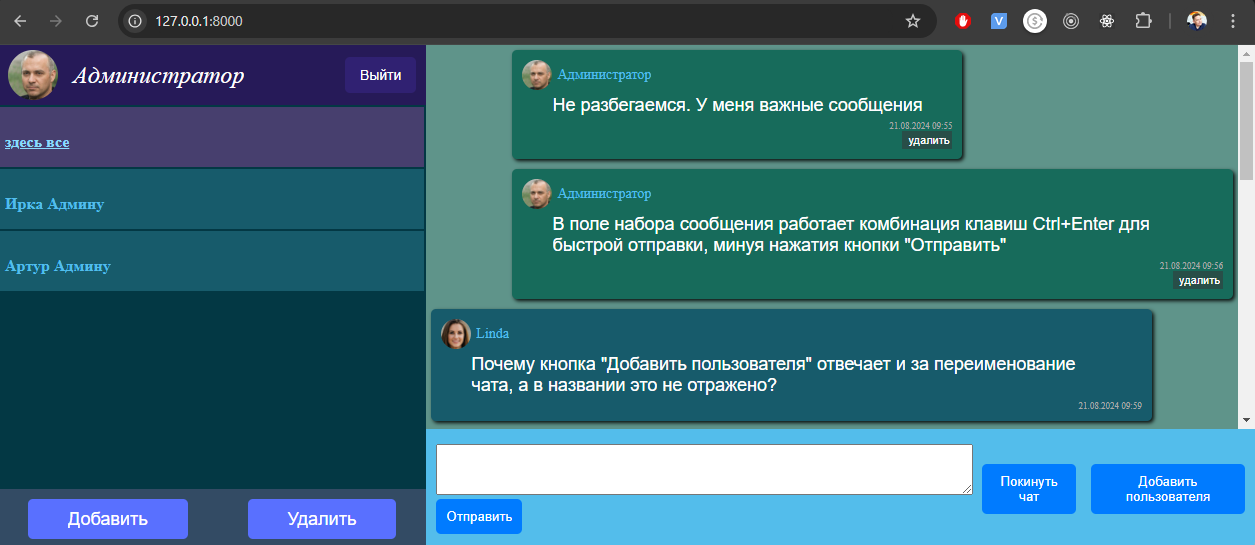 127.0.0.1:8000
Администратор
Выйти
здесь все
Ирка Админу
Артур Админу
Добавить
Удалить
Администратор
Не разбегаемся. У меня важные сообщения
21.08.2024 09:55
удалить
Администратор
В поле набора сообщения работает комбинация клавиш Ctrl+Enter для
быстрой отправки, минуя нажатия кнопки "Отправить"
21.08.2024 09:56
удалить
Linda
Почему кнопка "Добавить пользователя" отвечает и за переименование
чата, а в названии это не отражено?
21.08.2024 09:59
Отправить
Покинуть
чат
Добавить
пользователя